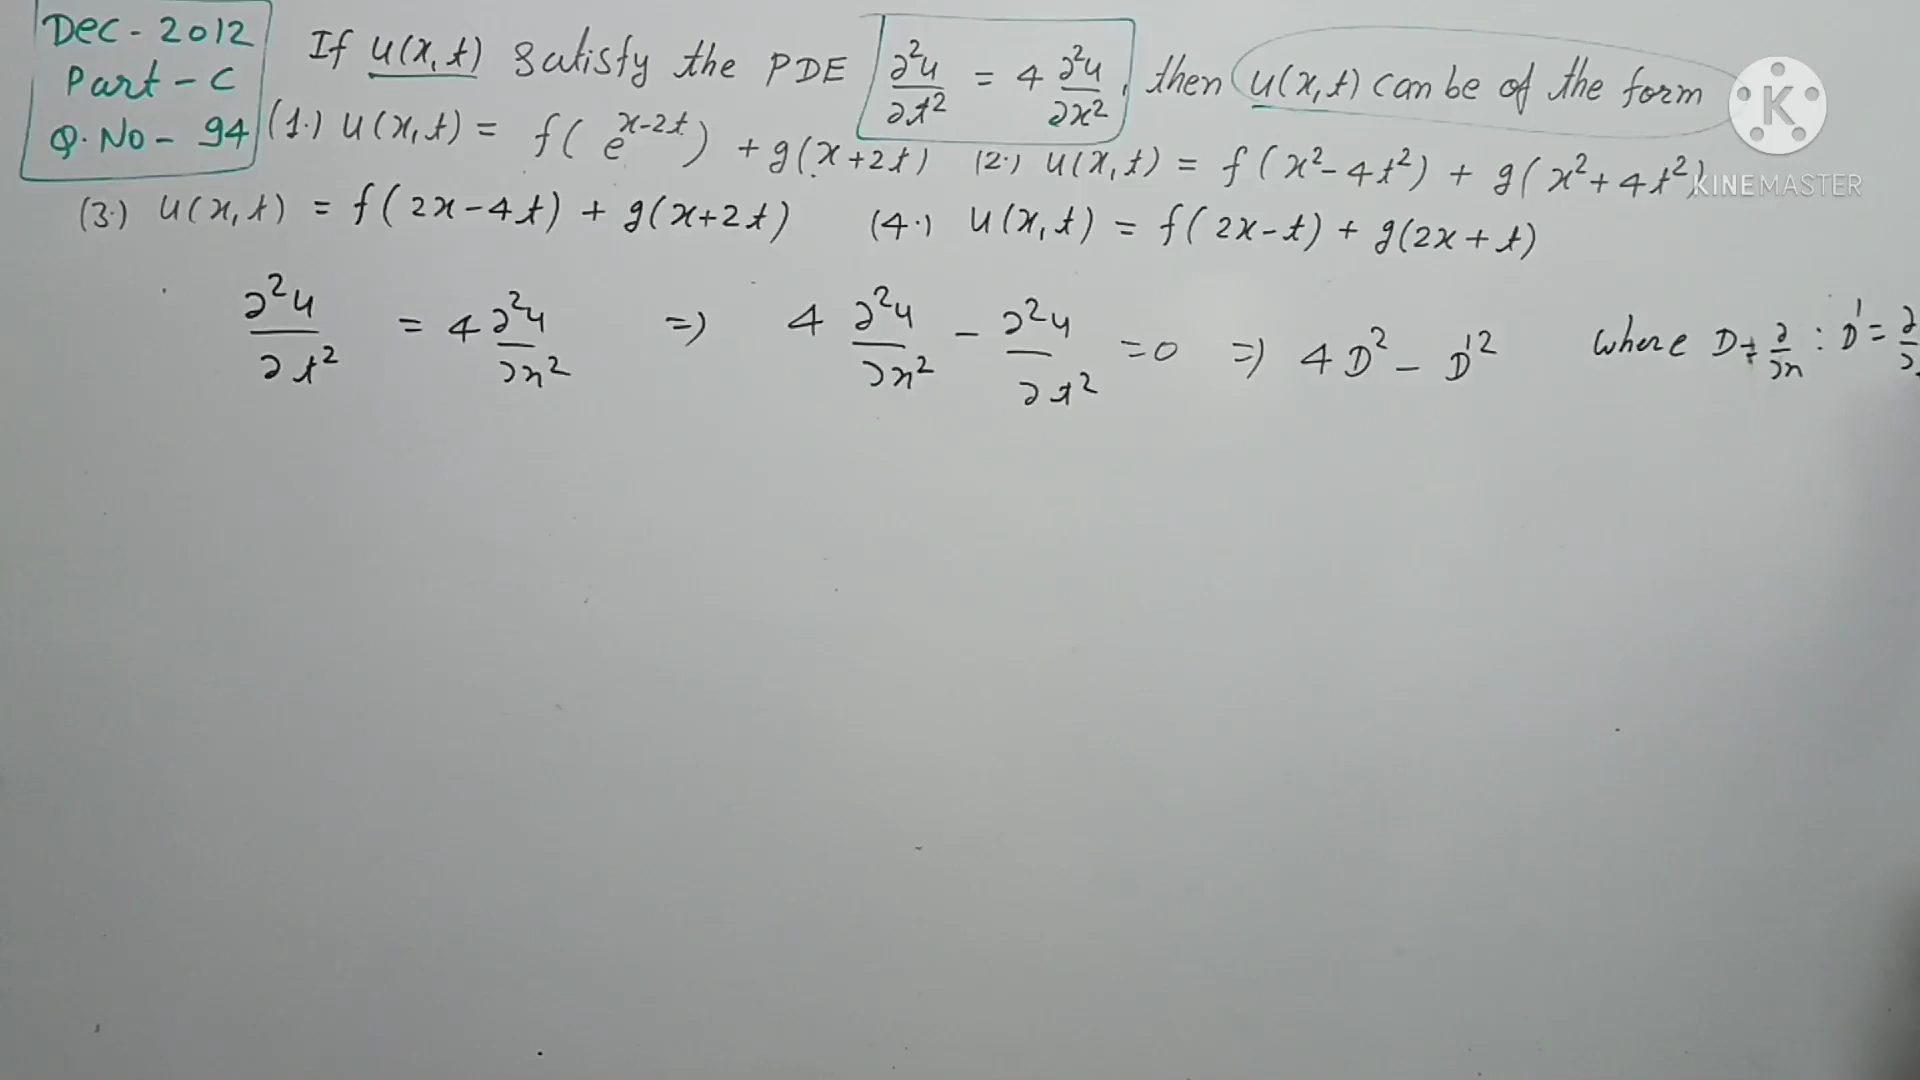 Dec - 2012
Part - C
Q. No - 94
If u(x,t) Satisfy the PDE ∂²u/∂t² = 4 ∂²u/∂x², then u(x,t) can be of the form
(1.) u(x,t) = f(e^{x-2t}) + g(x+2t) (2.) u(x,t) = f(x²-4t²) + g(x²+4t²)
(3.) u(x,t) = f(2x-4t) + g(x+2t) (4.) u(x,t) = f(2x-t) + g(2x+t)
∂²u/∂t² = 4 ∂²u/∂x² => 4 ∂²u/∂x² - ∂²u/∂t² = 0 => 4D² - D'² where D = ∂/∂x : D' = ∂/∂
K
KINEMASTER